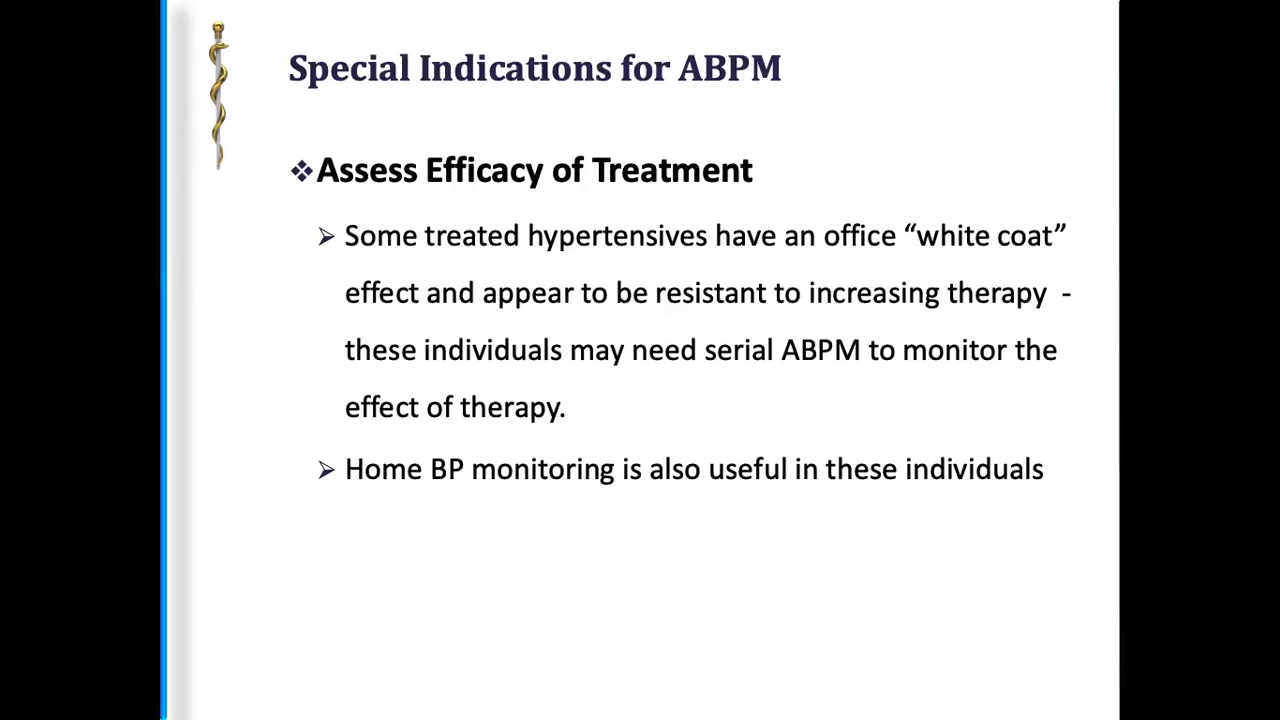 Special Indications for ABPM
❖Assess Efficacy of Treatment
➢ Some treated hypertensives have an office “white coat”
effect and appear to be resistant to increasing therapy  -
these individuals may need serial ABPM to monitor the
effect of therapy.
➢ Home BP monitoring is also useful in these individuals